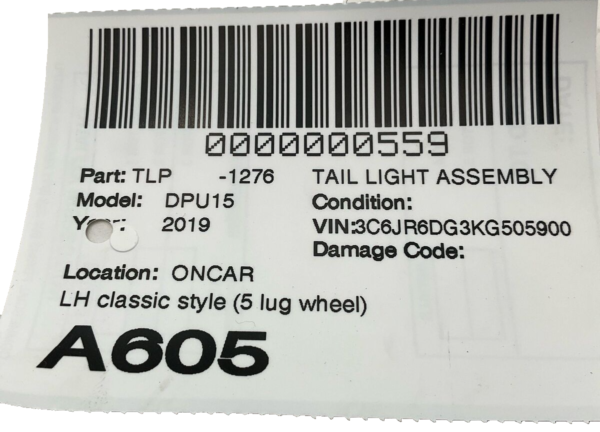 0000000559
Part: TLP -1276 TAIL LIGHT ASSEMBLY
Model: DPU15 Condition:
2019 VIN:3C6JR6DG3KG505900
Damage Code:
Location: ONCAR
LH classic style (5 lug wheel)
A605